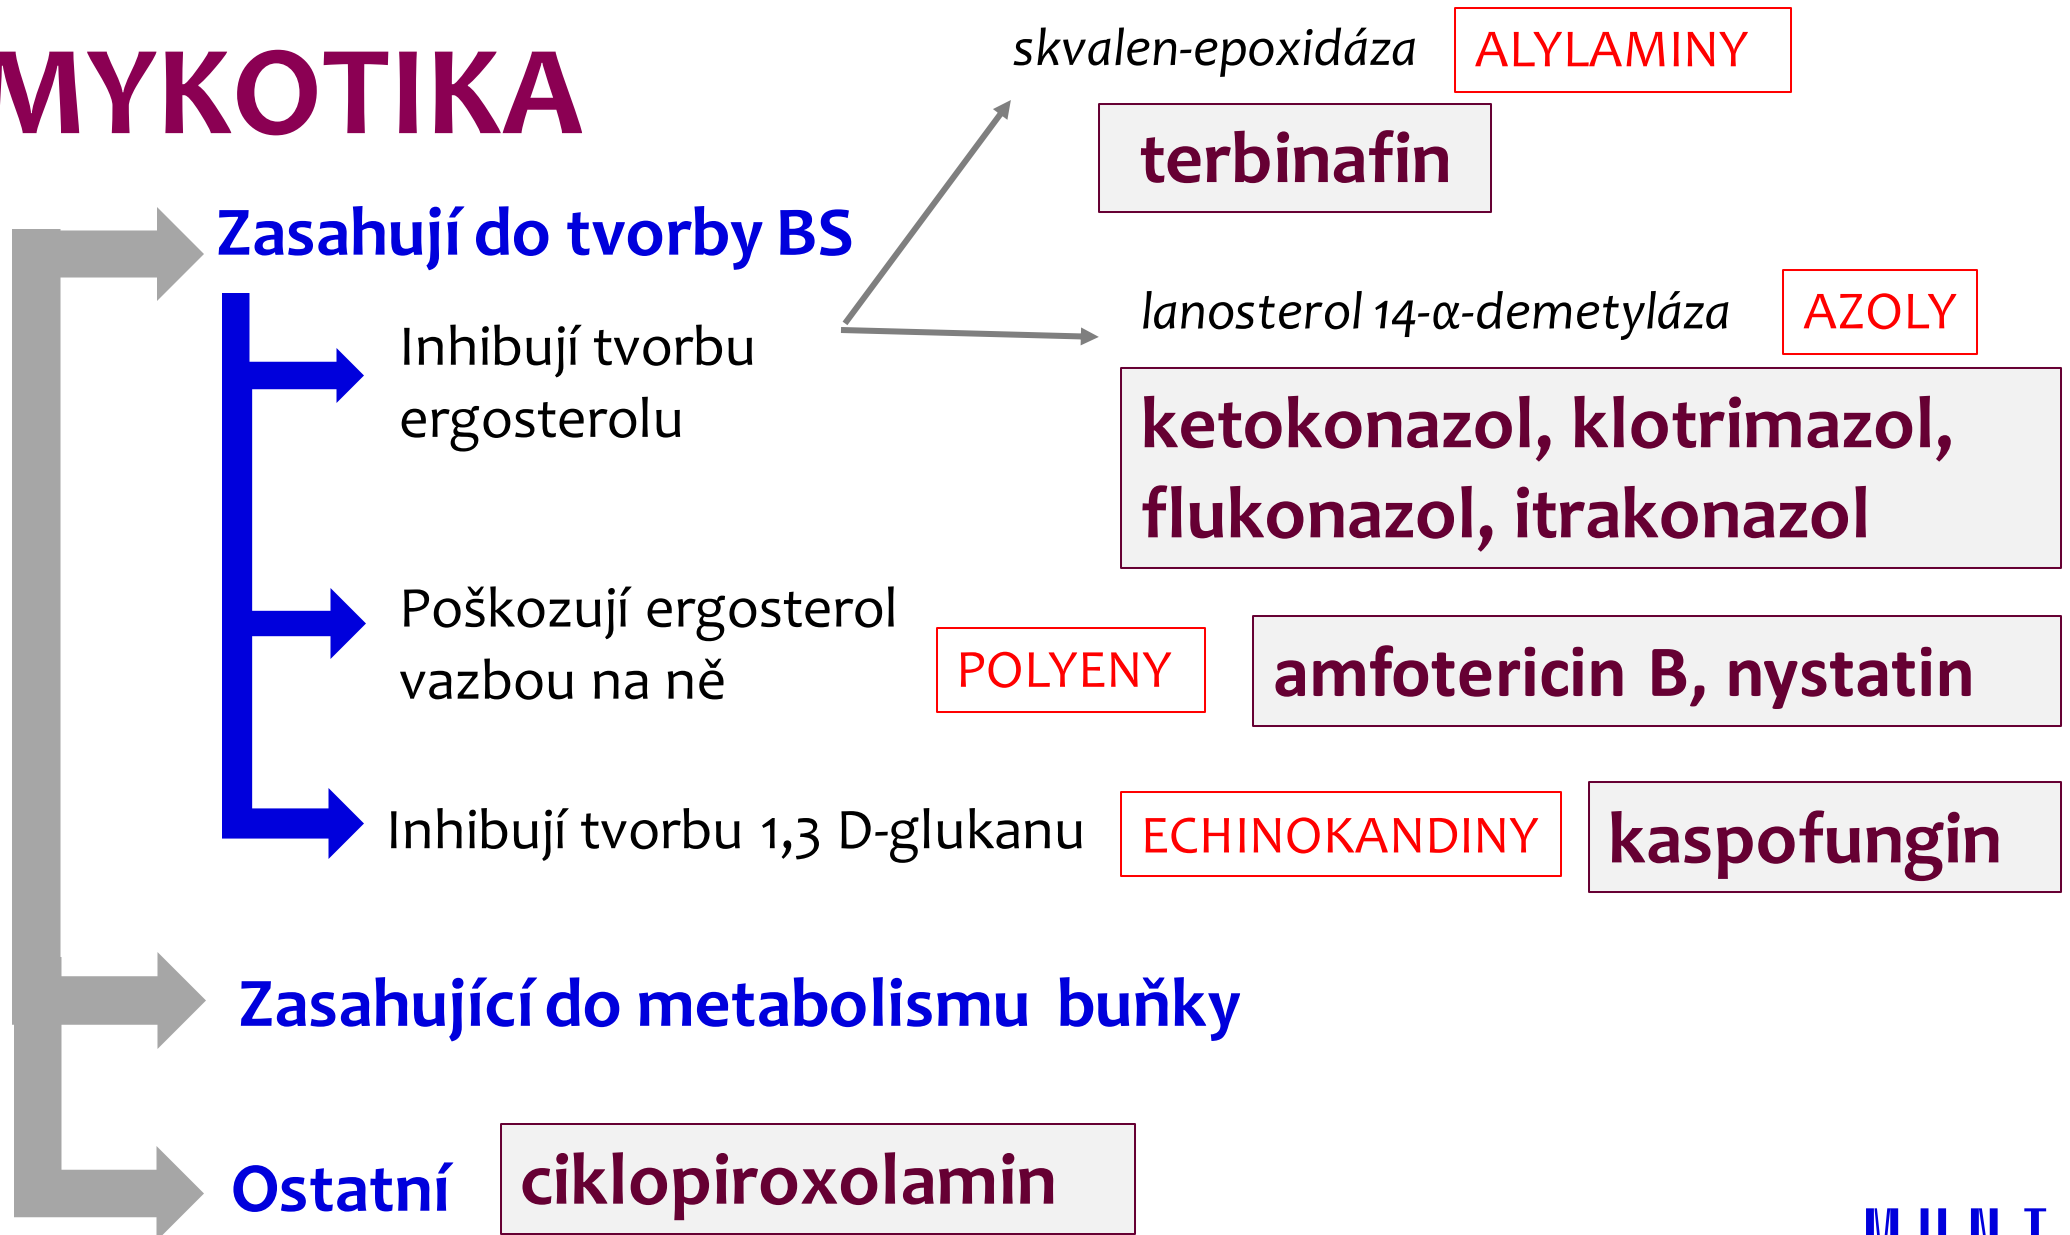 MYKOTIKA
skvalen-epoxidáza
ALYLAMINY
terbinafin
Zasahují do tvorby BS
Inhibují tvorbu
ergosterolu
lanosterol 14-α-demetyláza
AZOLY
ketokonazol, klotrimazol,
flukonazol, itrakonazol
Poškozují ergosterol
vazbou na ně
POLYENY
amfotericin B, nystatin
Inhibují tvorbu 1,3 D-glukanu
ECHINOKANDINY
kaspofungin
Zasahující do metabolismu buňky
Ostatní
ciklopiroxolamin